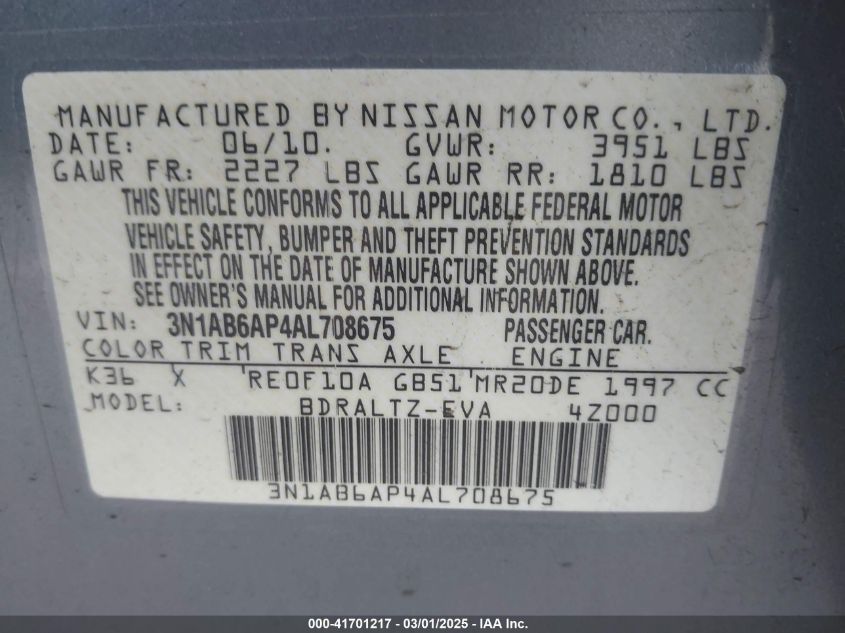 MANUFACTURED BY NISSAN MOTOR CO., LTD.
DATE: 06/10. GVWR: 3951 LBS
GAWR FR: 2227 LBS GAWR RR: 1810 LBS
THIS VEHICLE CONFORMS TO ALL APPLICABLE FEDERAL MOTOR
VEHICLE SAFETY, BUMPER AND THEFT PREVENTION STANDARDS
IN EFFECT ON THE DATE OF MANUFACTURE SHOWN ABOVE.
SEE OWNER'S MANUAL FOR ADDITIONAL INFORMATION.
VIN: 3N1AB6AP4AL708675 PASSENGER CAR.
COLOR TRIM TRANS AXLE ENGINE
K36 X RE0F10A GB51 MR20DE 1997 CC
MODEL: BDRALTZ-EVA 4Z000
3N1AB6AP4AL708675
000-41701217 - 03/01/2025 - IAA Inc.